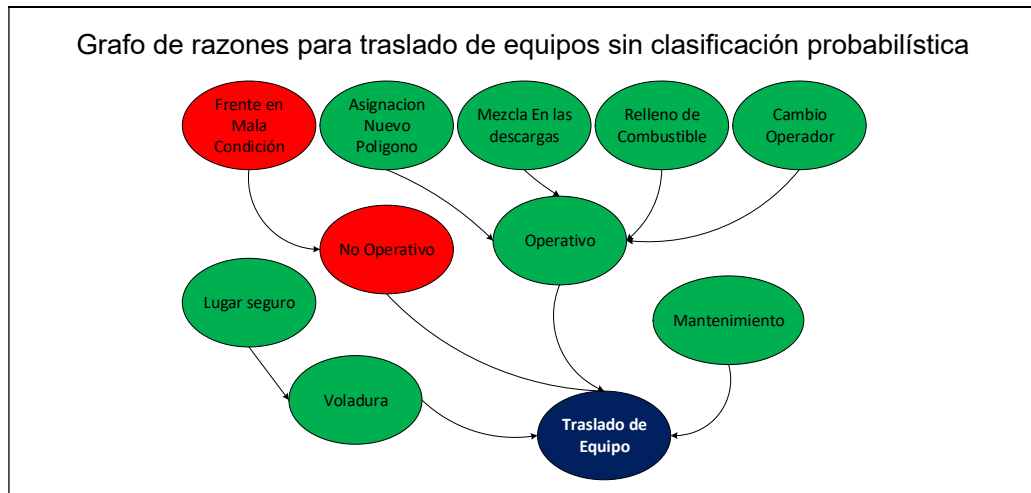 Grafo de razones para traslado de equipos sin clasificación probabilística
Frente en
Mala
Condición
Asignacion
Nuevo
Poligono
Mezcla En las
descargas
Relleno de
Combustible
Cambio
Operador
No Operativo
Operativo
Lugar seguro
Mantenimiento
Voladura
Traslado de
Equipo